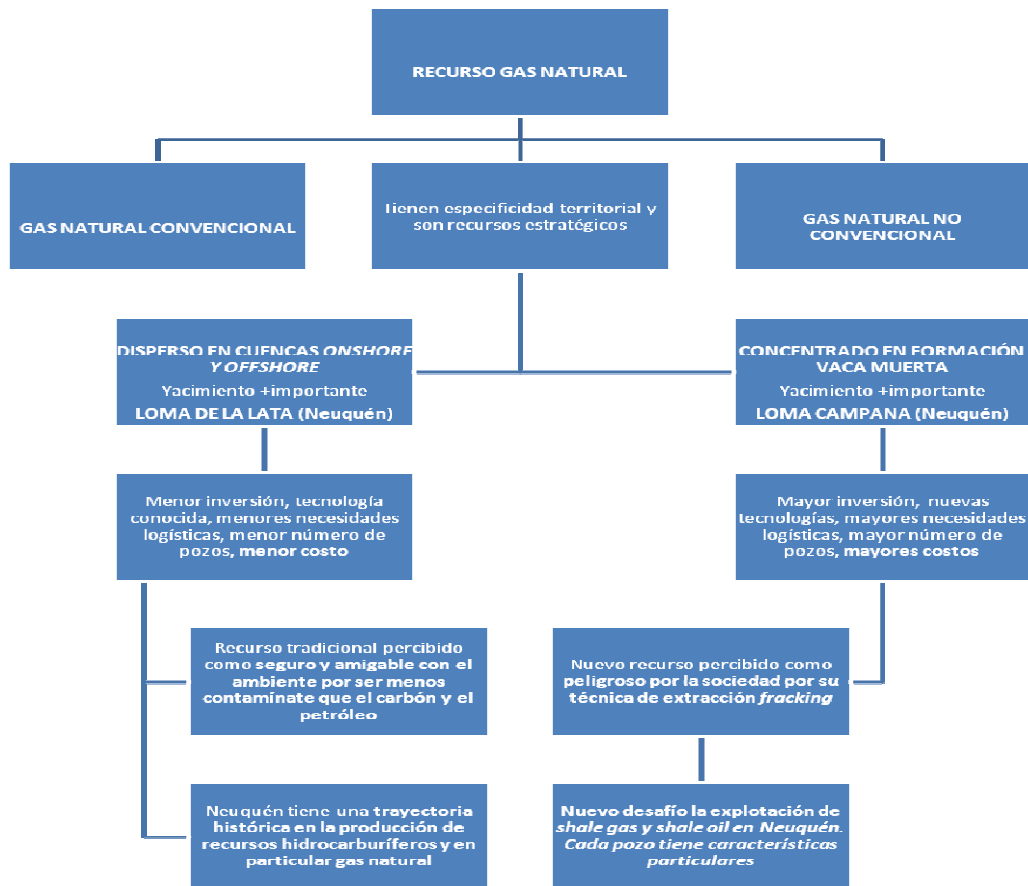 RECURSO GAS NATURAL
GAS NATURAL CONVENCIONAL
Tienen especificidad territorial y
son recursos estratégicos
GAS NATURAL NO
CONVENCIONAL
DISPERSO EN CUENCAS ONSHORE
Y OFFSHORE
Yacimiento +importante
LOMA DE LA LATA (Neuquén)
CONCENTRADO EN FORMACIÓN
VACA MUERTA
Yacimiento +importante
LOMA CAMPANA (Neuquén)
Menor inversión, tecnología
conocida, menores necesidades
logísticas, menor número de
pozos, menor costo
Mayor inversión, nuevas
tecnologías, mayores necesidades
logísticas, mayor número de
pozos, mayores costos
Recurso tradicional percibido
como seguro y amigable con el
ambiente por ser menos
contamínate que el carbón y el
petróleo
Nuevo recurso percibido como
peligroso por la sociedad por su
técnica de extracción fracking
Neuquén tiene una trayectoria
histórica en la producción de
recursos hidrocarburíferos y en
particular gas natural
Nuevo desafío la explotación de
shale gas y shale oil en Neuquén.
Cada pozo tiene características
particulares